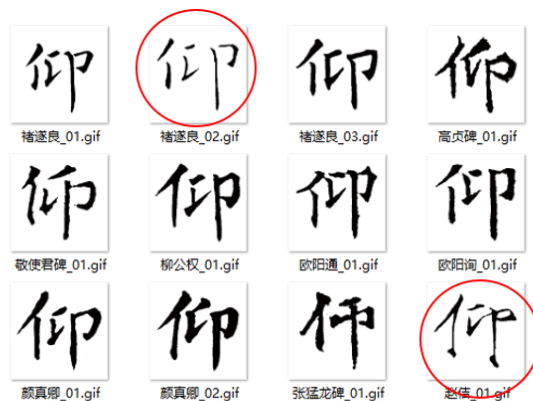 仰 仰 仰 仰
褚遂良_01.gif 褚遂良_02.gif 褚遂良_03.gif 高贞碑_01.gif
仰 仰 仰 仰
敬使君碑_01.gif 柳公权_01.gif 欧阳通_01.gif 欧阳询_01.gif
仰 仰 仰 仰
颜真卿_01.gif 颜真卿_02.gif 张猛龙碑_01.gif 赵佶_01.gif